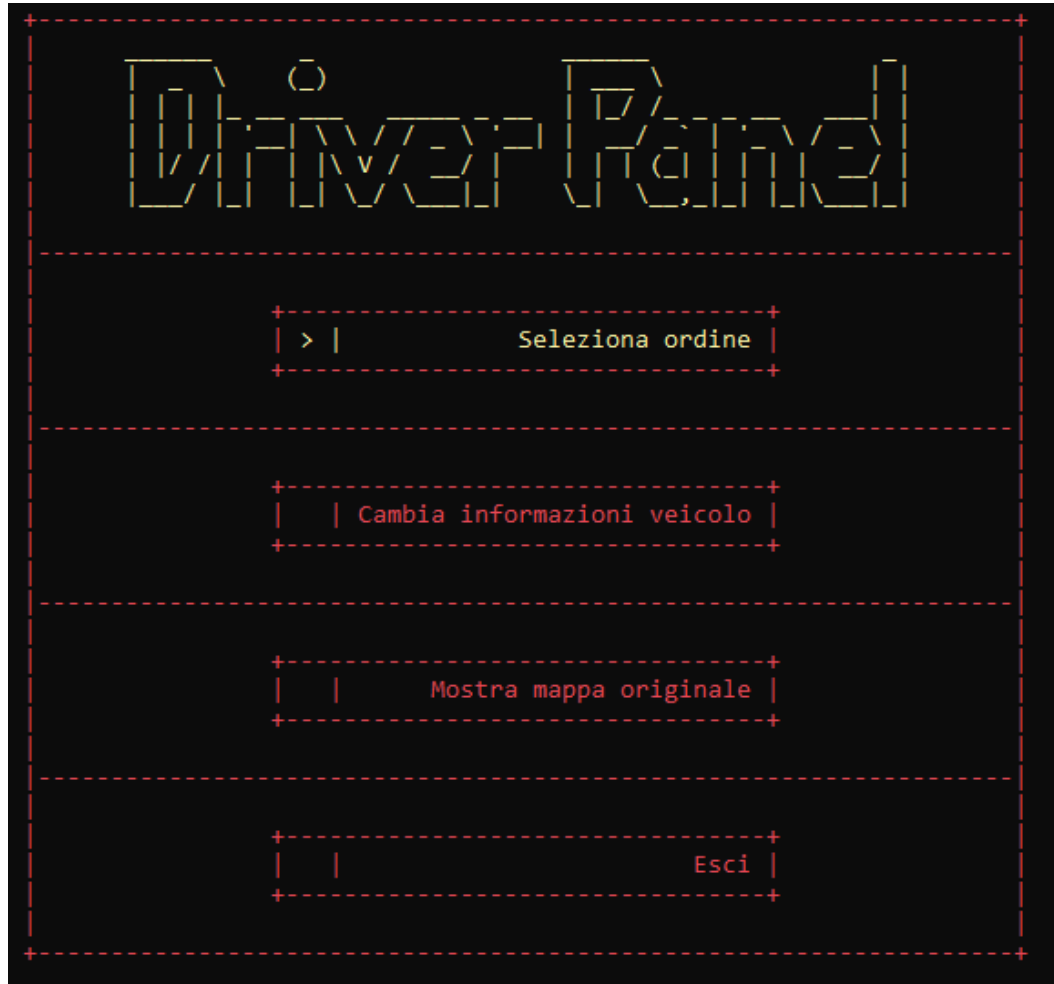 Driver Panel
> | Seleziona ordine
Cambia informazioni veicolo
Mostra mappa originale
Esci